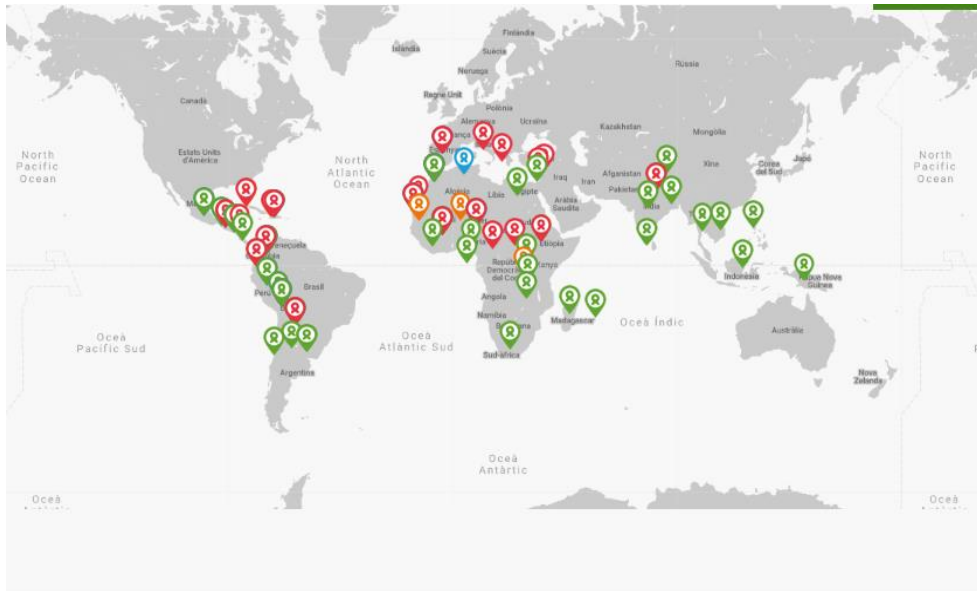 Islàndia
Finlàndia
Suècia
Noruega
Rússia
Canadà
Regne Unit
Polònia
Alemanya
Ucraïna
Kazakhstan
Mongòlia
Estats Units
d'Amèrica
North
Pacific
Ocean
North
Atlantic
Ocean
Iraq
Iran
Afganistan
Pakistan
Xina
Corea
del Sud
Japó
North
Pacific
Ocean
Algèria
Líbia
Egipte
Aràbia
Saudita
Índia
Etiòpia
Perú
Brasil
República
Democràtica
del Congo
Indonèsia
Papua Nova
Guinea
Angola
Namíbia
Madagascar
Oceà Índic
Oceà
Pacífic Sud
Oceà
Atlàntic Sud
Sud-àfrica
Austràlia
Argentina
Nova
Zelanda
Oceà
Antàrtic
Oceà
Oceà